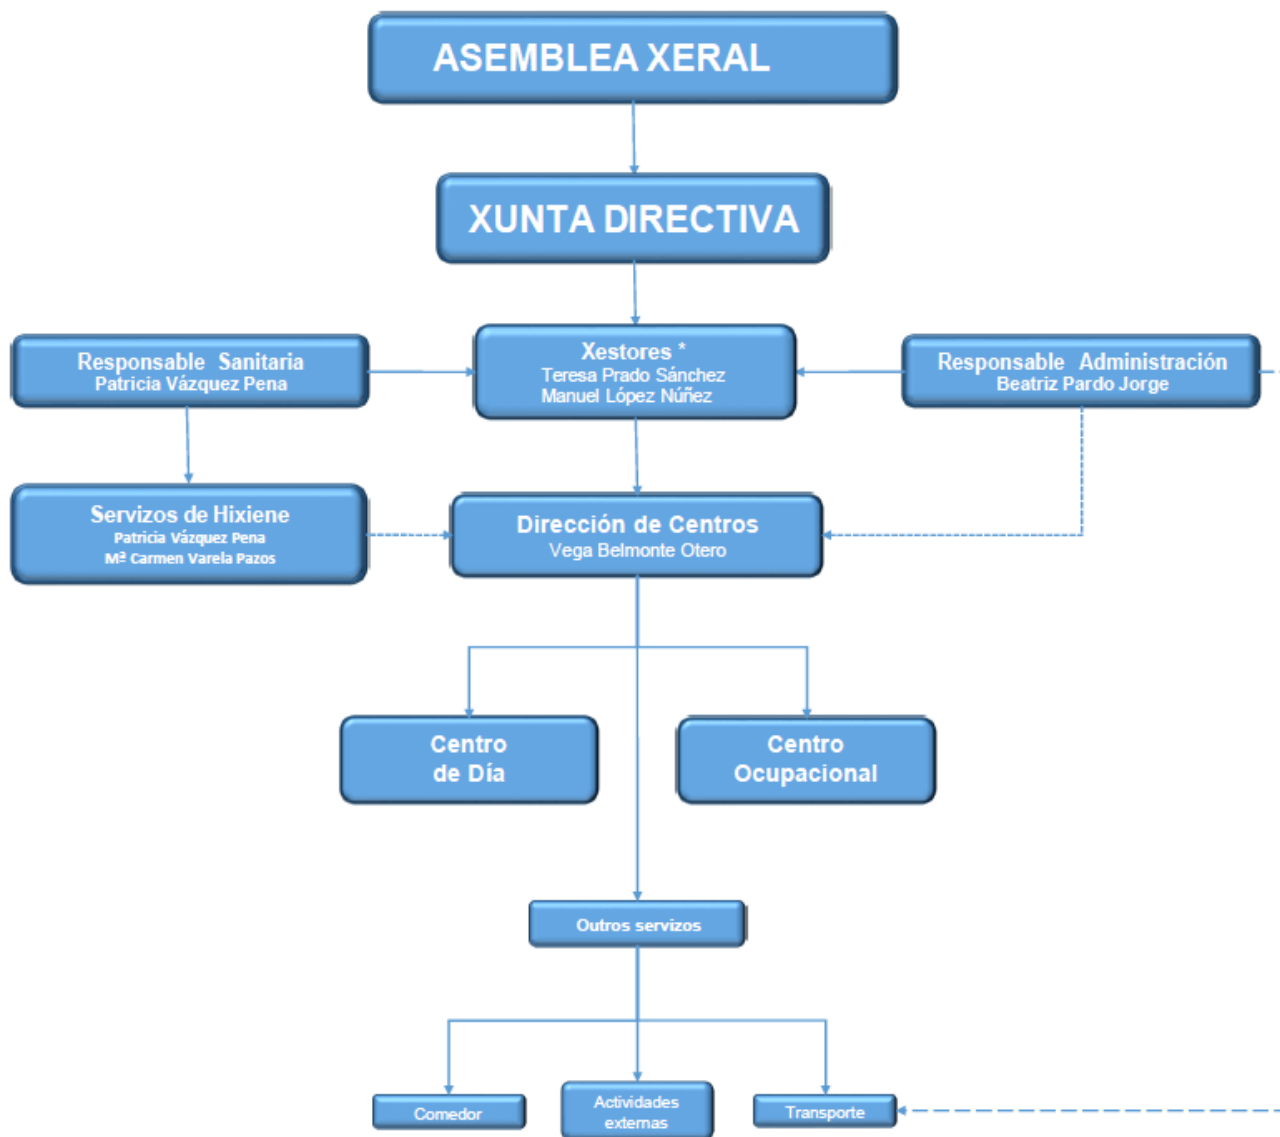 ASEMBLEA XERAL
XUNTA DIRECTIVA
Responsable Sanitaria
Patricia Vázquez Pena
Xestores *
Teresa Prado Sánchez
Manuel López Núñez
Responsable Administración
Beatriz Pardo Jorge
Servizos de Hixiene
Patricia Vázquez Pena
Mª Carmen Varela Pazos
Dirección de Centros
Vega Belmonte Otero
Centro
de Día
Centro
Ocupacional
Outros servizos
Comedor
Actividades
externas
Transporte